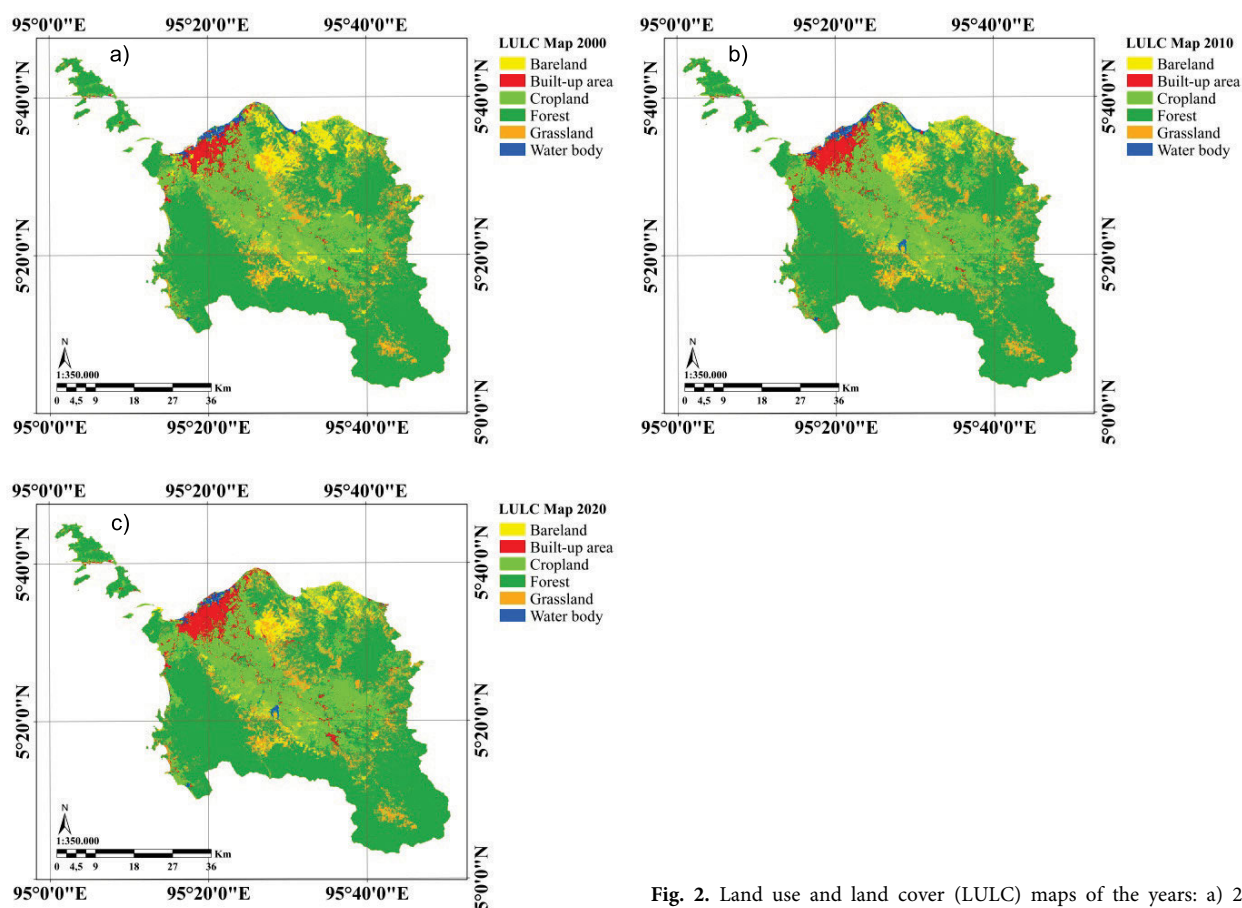 95°0'0"E 95°20'0"E 95°40'0"E
a)
LULC Map 2000
Bareland
Built-up area
Cropland
Forest
Grassland
Water body
5°40'0"N
5°20'0"N
5°0'0"N
5°40'0"N
5°20'0"N
N
1:350.000
Km
0 4,5 9 18 27 36
95°0'0"E 95°20'0"E 95°40'0"E
95°0'0"E 95°20'0"E 95°40'0"E
b)
LULC Map 2010
Bareland
Built-up area
Cropland
Forest
Grassland
Water body
5°40'0"N
5°20'0"N
5°0'0"N
5°40'0"N
5°20'0"N
N
1:350.000
Km
0 4,5 9 18 27 36
95°0'0"E 95°20'0"E 95°40'0"E
95°0'0"E 95°20'0"E 95°40'0"E
c)
LULC Map 2020
Bareland
Built-up area
Cropland
Forest
Grassland
Water body
5°40'0"N
5°20'0"N
5°0'0"N
5°40'0"N
5°20'0"N
N
1:350.000
Km
0 4,5 9 18 27 36
95°0'0"E 95°20'0"E 95°40'0"E
Fig. 2. Land use and land cover (LULC) maps of the years: a) 2